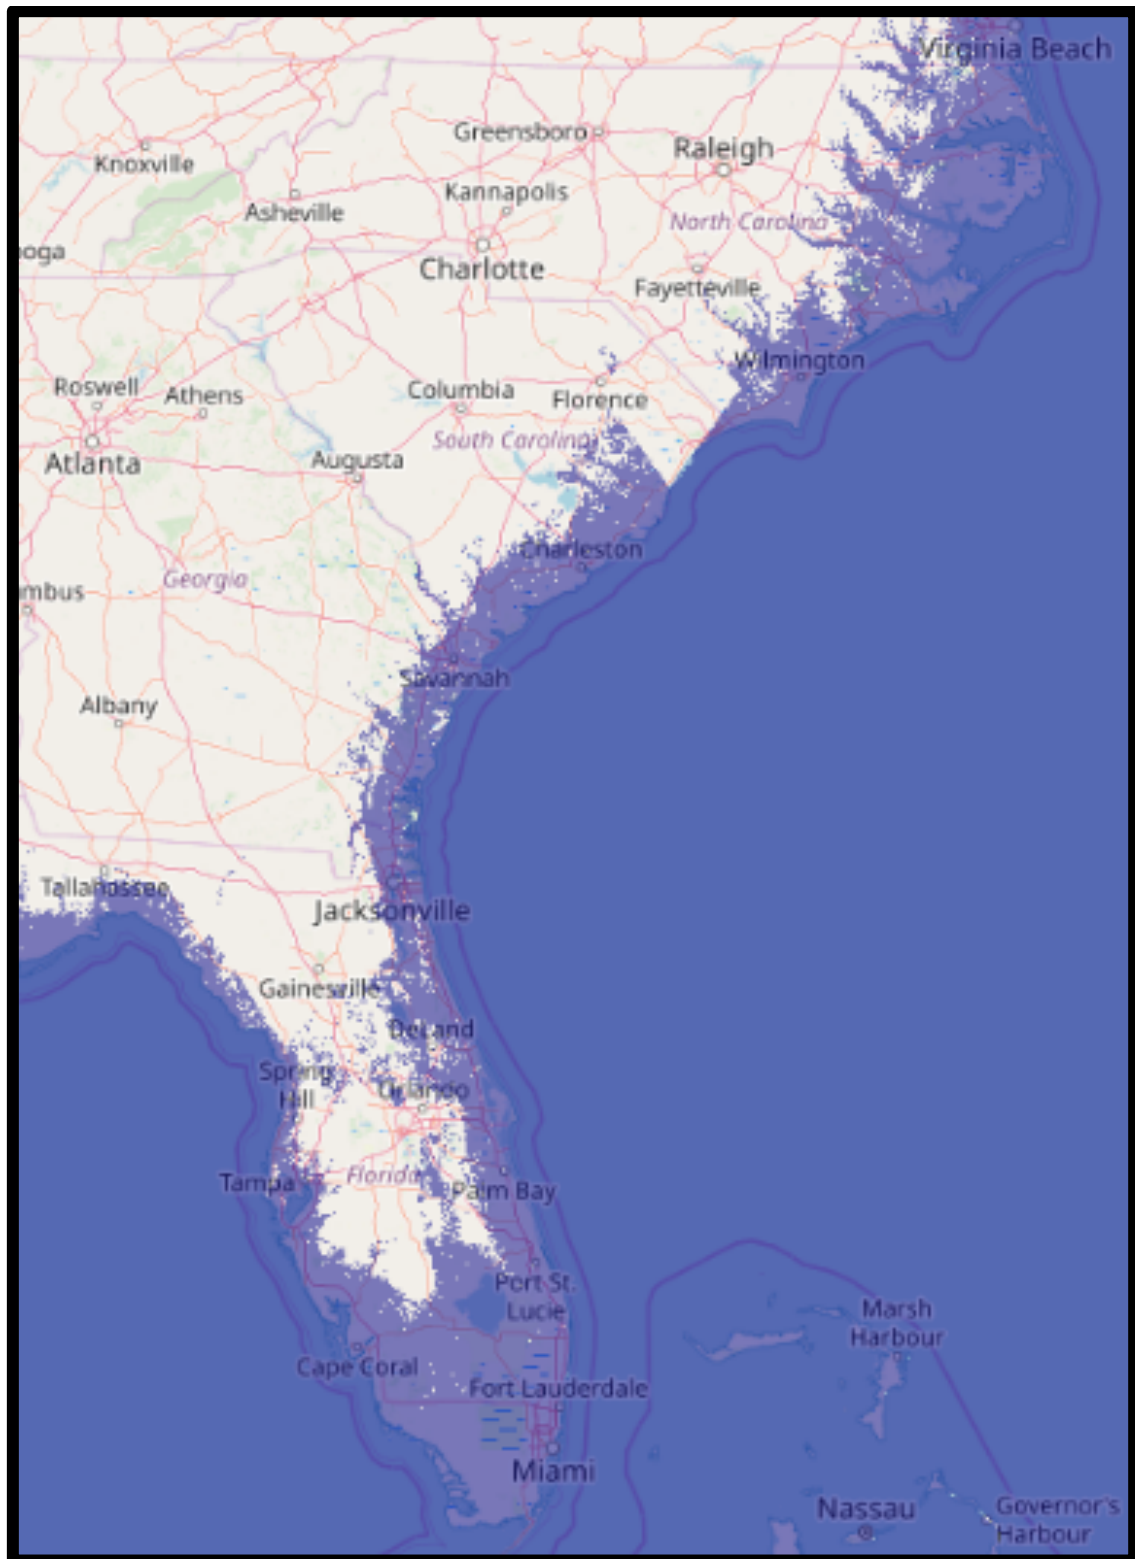 Virginia Beach
Greensboro
Raleigh
Knoxville
Kannapolis
Asheville
North Carolina
oga
Charlotte
Fayetteville
Wilmington
Roswell
Athens
Columbia
Florence
South Carolina
Atlanta
Augusta
Charleston
Georgia
mbus
Savannah
Albany
Tallahassee
Jacksonville
Gainesville
DeLand
Spring
Hill
Orlando
Tampa
Florida
Palm Bay
Port St.
Lucie
Marsh
Harbour
Cape Coral
Fort Lauderdale
Miami
Nassau
Governor's
Harbour